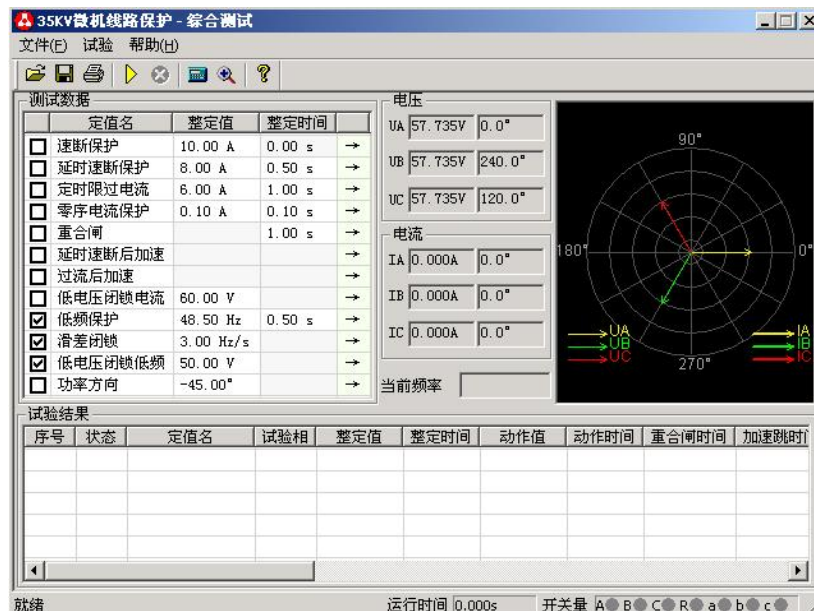 35KV微机线路保护 - 综合测试
文件(F) 试验 帮助(H)
测试数据
定值名 整定值 整定时间
速断保护 10.00 A 0.00 s →
延时速断保护 8.00 A 0.50 s →
定时限过电流 6.00 A 1.00 s →
零序电流保护 0.10 A 0.10 s →
重合闸 1.00 s →
延时速断后加速 →
过流后加速 →
低电压闭锁电流 60.00 V →
低频保护 48.50 Hz 0.50 s →
滑差闭锁 3.00 Hz/s →
低电压闭锁低频 50.00 V →
功率方向 -45.00° →
电压
UA 57.735V 0.0°
UB 57.735V 240.0°
UC 57.735V 120.0°
电流
IA 0.000A 0.0°
IB 0.000A 0.0°
IC 0.000A 0.0°
当前频率
90°
180° 0°
270°
UA IA
UB IB
UC IC
试验结果
序号 状态 定值名 试验相 整定值 整定时间 动作值 动作时间 重合闸时间 加速跳时
就绪 运行时间 0.000s 开关量 A B C R a b c